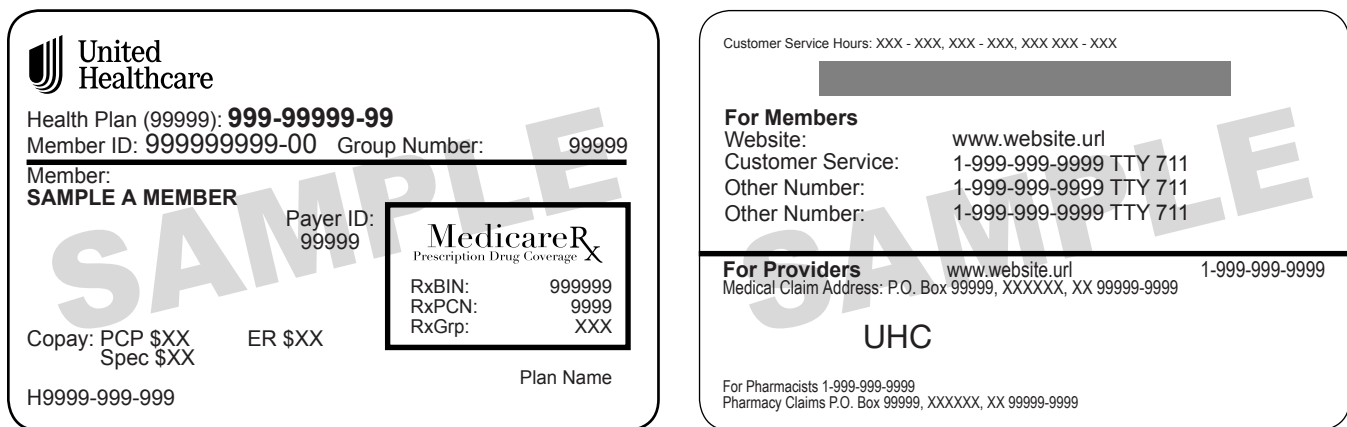 United
Healthcare
Health Plan (99999): 999-99999-99
Member ID: 999999999-00 Group Number: 99999
Member:
SAMPLE A MEMBER
Payer ID:
99999
MedicareRx
Prescription Drug Coverage
RxBIN: 999999
RxPCN: 9999
RxGrp: XXX
Copay: PCP $XX ER $XX
Spec $XX
H9999-999-999
Plan Name
SAMPLE
Customer Service Hours: XXX - XXX, XXX - XXX, XXX XXX - XXX
For Members
Website: www.website.url
Customer Service: 1-999-999-9999 TTY 711
Other Number: 1-999-999-9999 TTY 711
Other Number: 1-999-999-9999 TTY 711
For Providers www.website.url 1-999-999-9999
Medical Claim Address: P.O. Box 99999, XXXXXX, XX 99999-9999
UHC
For Pharmacists 1-999-999-9999
Pharmacy Claims P.O. Box 99999, XXXXXX, XX 99999-9999
SAMPLE